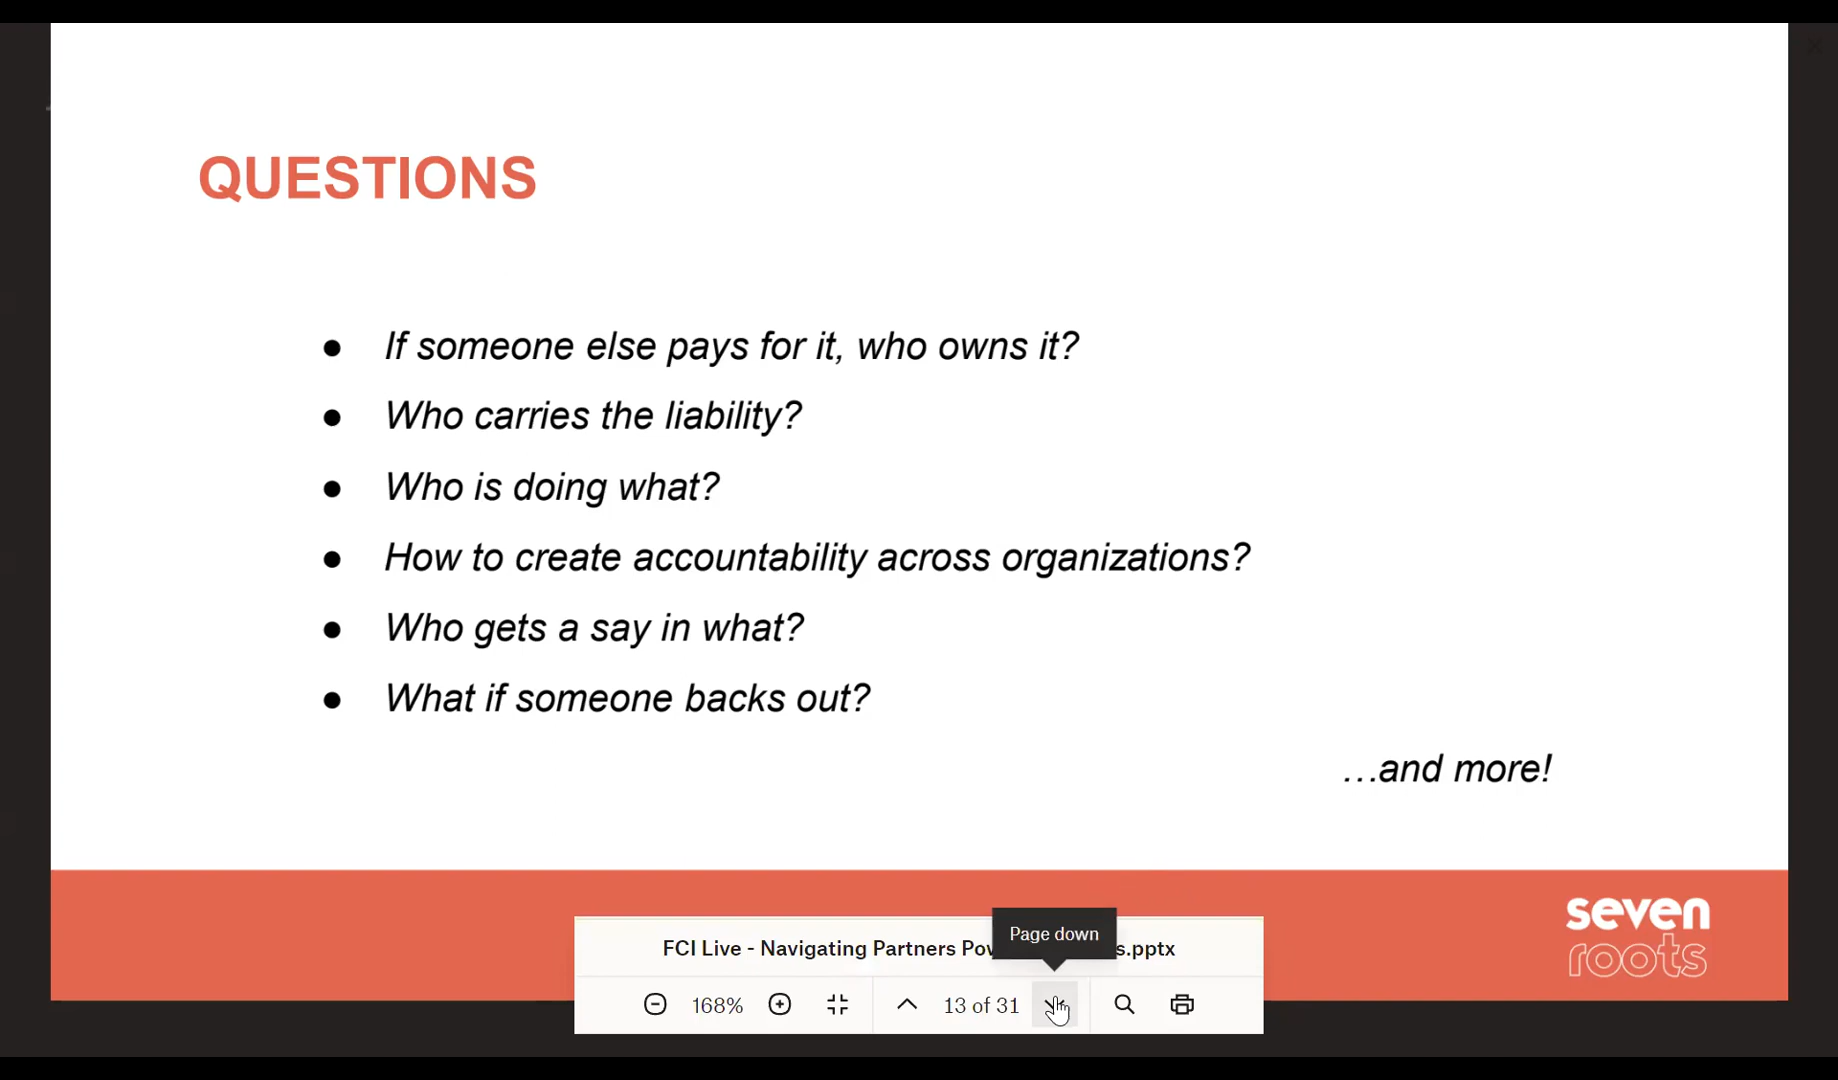 QUESTIONS
● If someone else pays for it, who owns it?
● Who carries the liability?
● Who is doing what?
● How to create accountability across organizations?
● Who gets a say in what?
● What if someone backs out?
…and more!
seven
roots
Page down
FCI Live - Navigating Partners Po s.pptx
168%
13 of 31